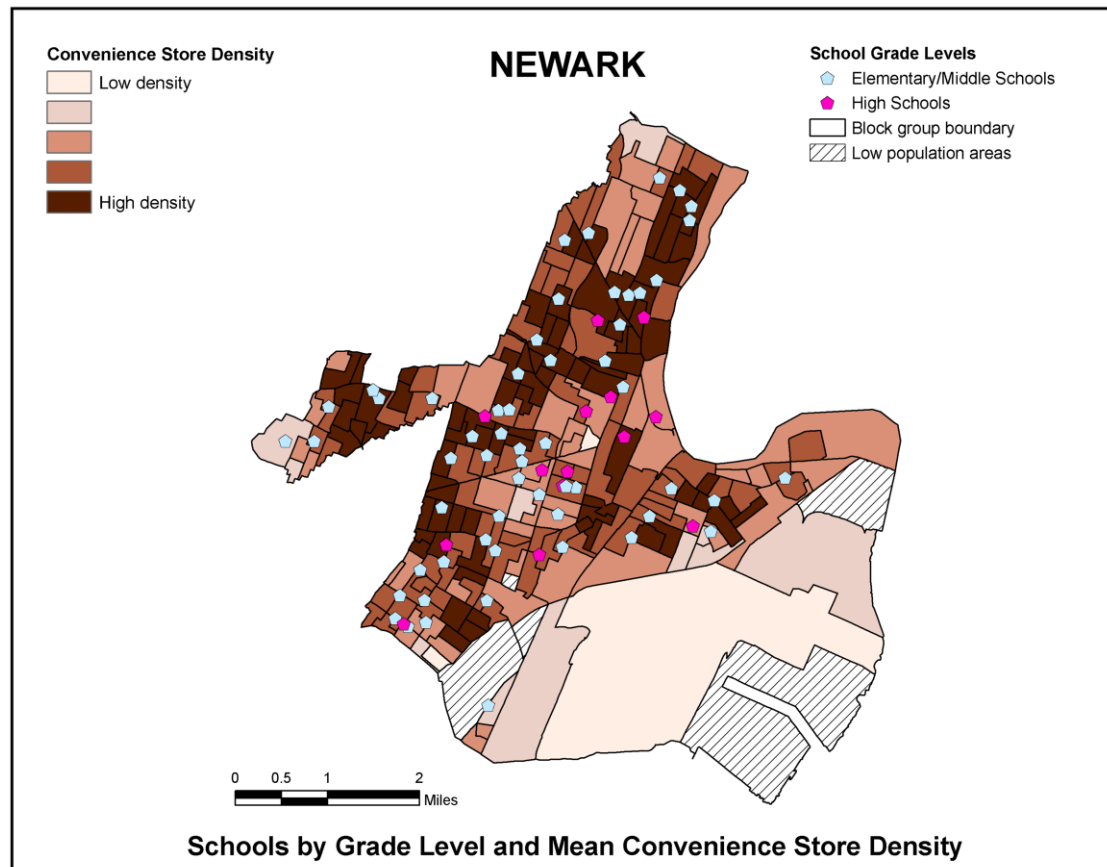 NEWARK
Convenience Store Density
Low density
High density
School Grade Levels
Elementary/Middle Schools
High Schools
Block group boundary
Low population areas
0 0.5 1 2
Miles
Schools by Grade Level and Mean Convenience Store Density